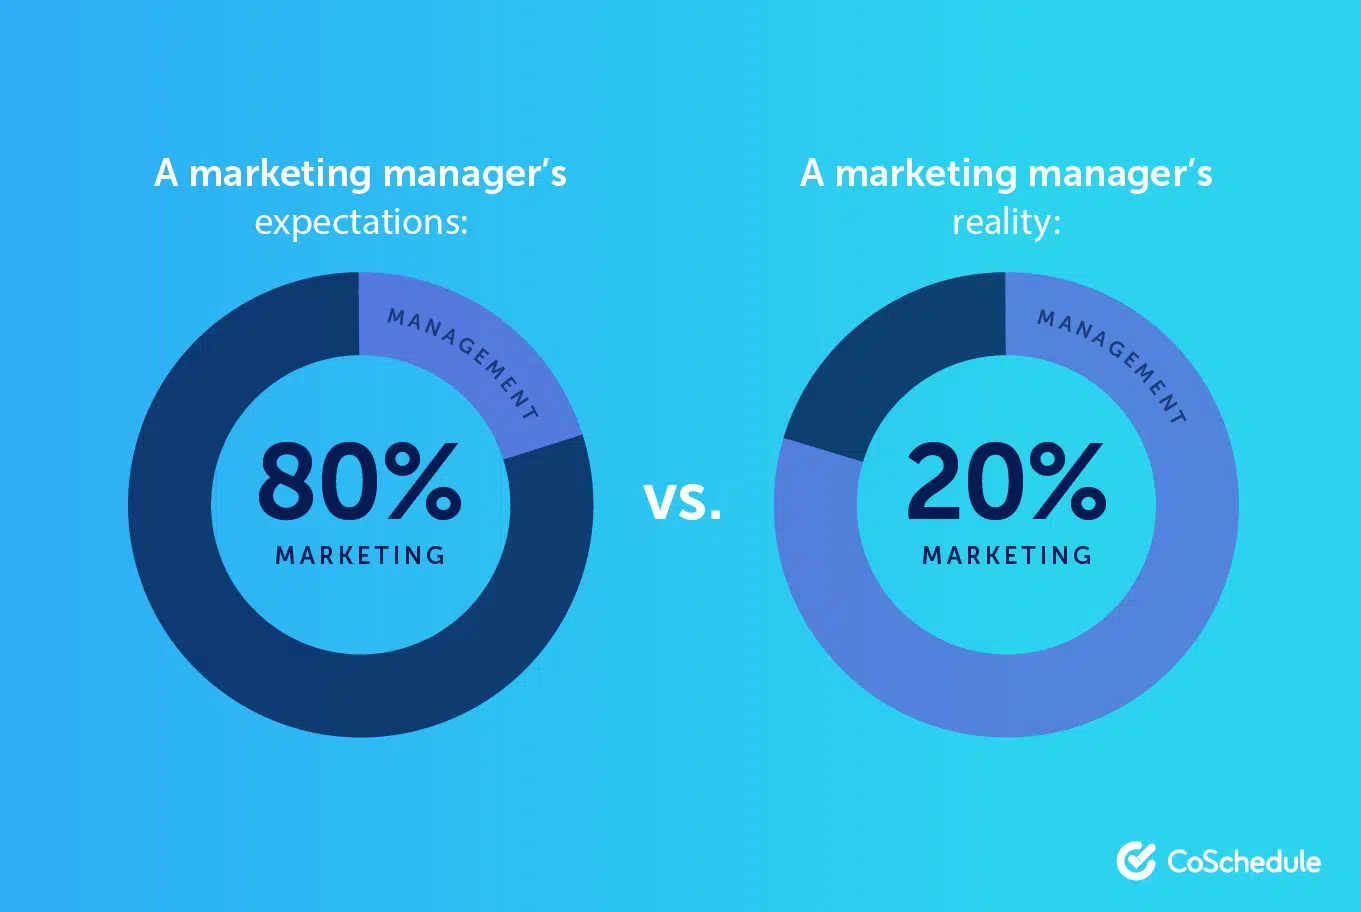 A marketing manager’s
expectations:
MANAGEMENT
80%
MARKETING
vs.
A marketing manager’s
reality:
MANAGEMENT
20%
MARKETING
CoSchedule